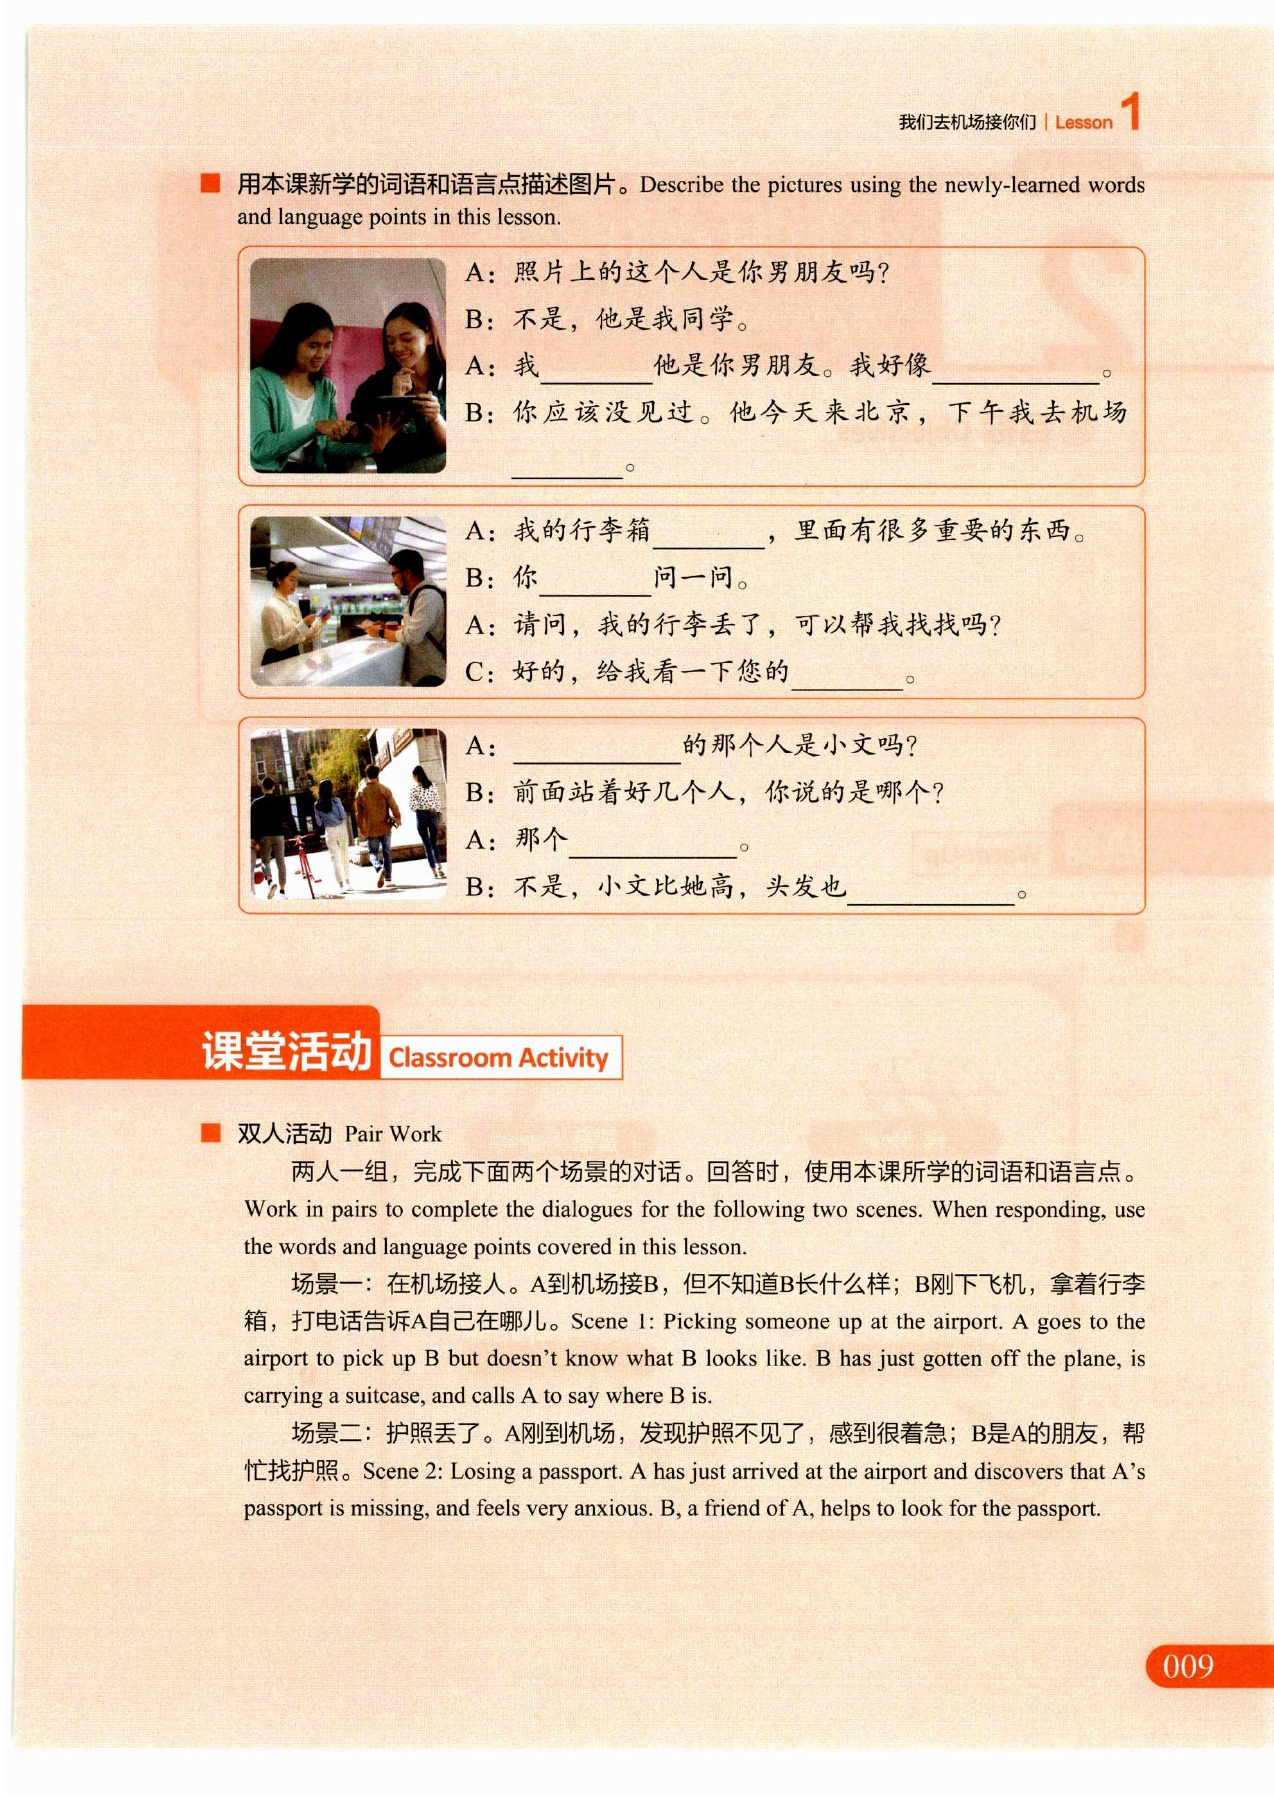 我们去机场接你们 | Lesson 1
■ 用本课新学的词语和语言点描述图片。Describe the pictures using the newly-learned words
and language points in this lesson.
A：照片上的这个人是你男朋友吗？
B：不是，他是我同学。
A：我________他是你男朋友。我好像____________。
B：你应该没见过。他今天来北京，下午我去机场
________。
A：我的行李箱________，里面有很多重要的东西。
B：你________问一问。
A：请问，我的行李丢了，可以帮我找找吗？
C：好的，给我看一下您的________。
A：____________的那个人是小文吗？
B：前面站着好几个人，你说的是哪个？
A：那个____________。
B：不是，小文比她高，头发也____________。
课堂活动 Classroom Activity
■ 双人活动 Pair Work
两人一组，完成下面两个场景的对话。回答时，使用本课所学的词语和语言点。
Work in pairs to complete the dialogues for the following two scenes. When responding, use
the words and language points covered in this lesson.
场景一：在机场接人。A到机场接B，但不知道B长什么样；B刚下飞机，拿着行李
箱，打电话告诉A自己在哪儿。Scene 1: Picking someone up at the airport. A goes to the
airport to pick up B but doesn't know what B looks like. B has just gotten off the plane, is
carrying a suitcase, and calls A to say where B is.
场景二：护照丢了。A刚到机场，发现护照不见了，感到很着急；B是A的朋友，帮
忙找护照。Scene 2: Losing a passport. A has just arrived at the airport and discovers that A's
passport is missing, and feels very anxious. B, a friend of A, helps to look for the passport.
009